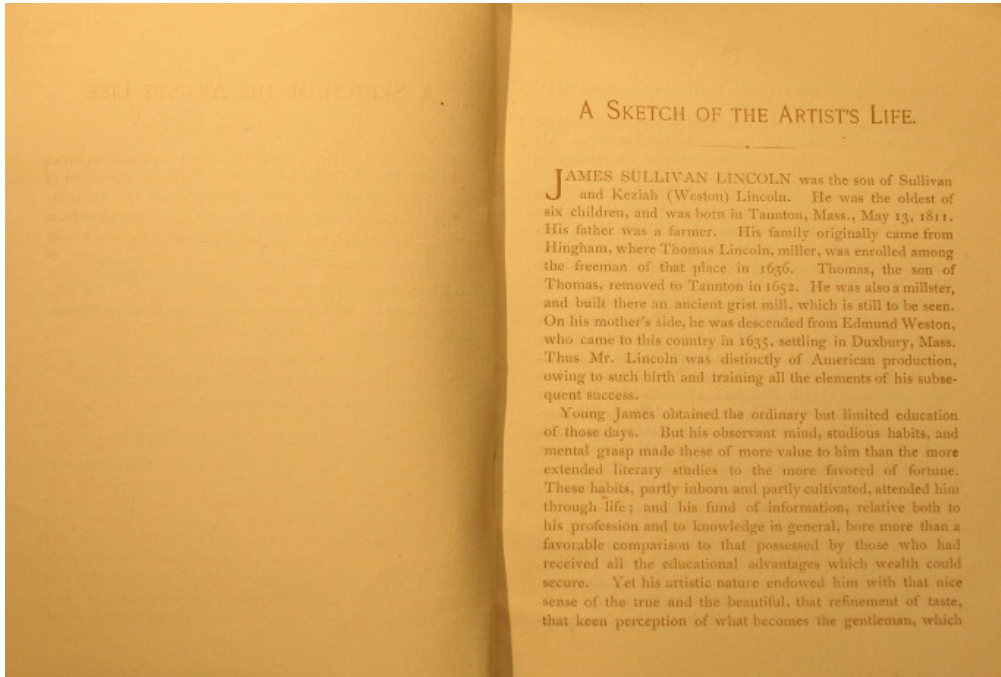 A SKETCH OF THE ARTIST'S LIFE.
JAMES SULLIVAN LINCOLN was the son of Sullivan
and Keziah (Weston) Lincoln. He was the oldest of
six children, and was born in Taunton, Mass., May 13, 1811.
His father was a farmer. His family originally came from
Hingham, where Thomas Lincoln, miller, was enrolled among
the freeman of that place in 1636. Thomas, the son of
Thomas, removed to Taunton in 1652. He was also a millster,
and built there an ancient grist mill, which is still to be seen.
On his mother's side, he was descended from Edmund Weston,
who came to this country in 1635, settling in Duxbury, Mass.
Thus Mr. Lincoln was distinctly of American production,
owing to such birth and training all the elements of his subse-
quent success.
Young James obtained the ordinary but limited education
of those days. But his observant mind, studious habits, and
mental grasp made these of more value to him than the more
extended literary studies to the more favored of fortune.
These habits, partly inborn and partly cultivated, attended him
through life; and his fund of information, relative both to
his profession and to knowledge in general, bore more than a
favorable comparison to that possessed by those who had
received all the educational advantages which wealth could
secure. Yet his artistic nature endowed him with that nice
sense of the true and the beautiful, that refinement of taste,
that keen perception of what becomes the gentleman, which